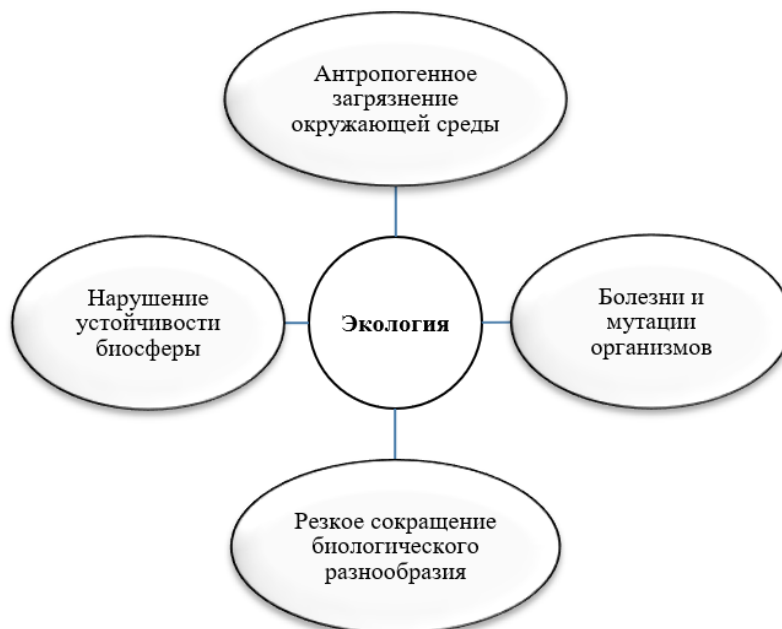 Антропогенное
загрязнение
окружающей среды
Нарушение
устойчивости
биосферы
Экология
Болезни и
мутации
организмов
Резкое сокращение
биологического
разнообразия